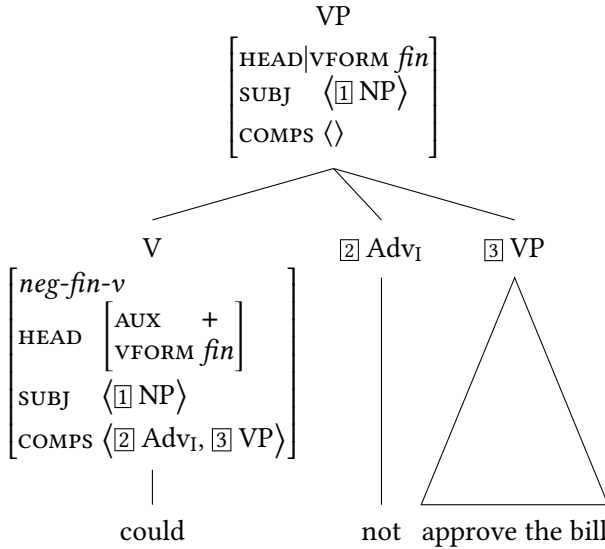 VP
[HEAD|VFORM fin
SUBJ ⟨[1] NP⟩
COMPS ⟨⟩]
V [2] Adv_I [3] VP
[neg-fin-v
HEAD [AUX +
VFORM fin]
SUBJ ⟨[1] NP⟩
COMPS ⟨[2] Adv_I, [3] VP⟩]
could not approve the bill